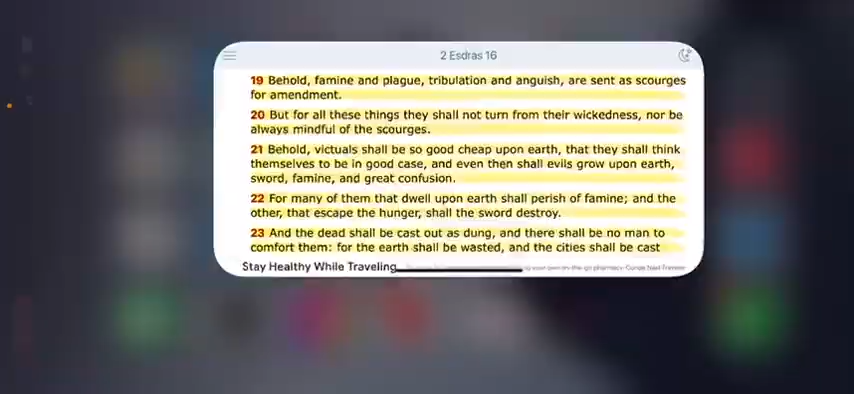 2 Esdras 16
19 Behold, famine and plague, tribulation and anguish, are sent as scourges
for amendment.
20 But for all these things they shall not turn from their wickedness, nor be
always mindful of the scourges.
21 Behold, victuals shall be so good cheap upon earth, that they shall think
themselves to be in good case, and even then shall evils grow upon earth,
sword, famine, and great confusion.
22 For many of them that dwell upon earth shall perish of famine; and the
other, that escape the hunger, shall the sword destroy.
23 And the dead shall be cast out as dung, and there shall be no man to
comfort them: for the earth shall be wasted, and the cities shall be cast
Stay Healthy While Traveling